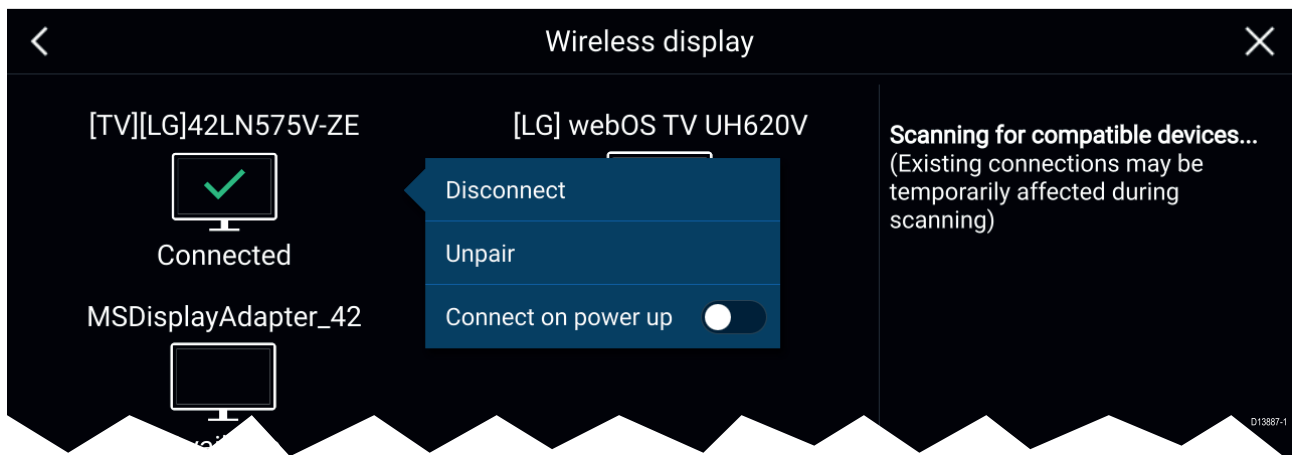 Wireless display
[TV][LG]42LN575V-ZE
Connected
[LG] webOS TV UH620V
Disconnect
Unpair
Connect on power up
MSDisplayAdapter_42
Scanning for compatible devices...
(Existing connections may be
temporarily affected during
scanning)
D13887-1